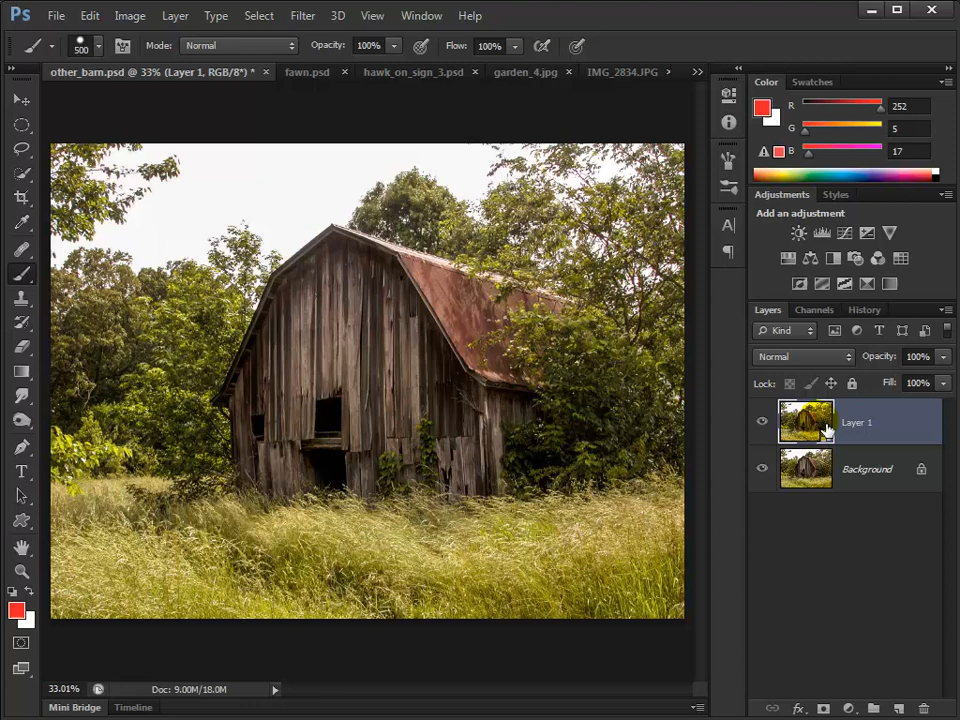 Ps File Edit Image Layer Type Select Filter 3D View Window Help
500 Mode: Normal Opacity: 100% Flow: 100%
other_barn.psd @ 33% (Layer 1, RGB/8*) * × fawn.psd × hawk_on_sign_3.psd × garden_4.jpg × IMG_2834.JPG
Color Swatches
R 252
G 5
B 17
Adjustments Styles
Add an adjustment
Layers Channels History
Kind
Normal Opacity: 100%
Lock: Fill: 100%
Layer 1
Background
33.01% Doc: 9.00M/18.0M
Mini Bridge Timeline